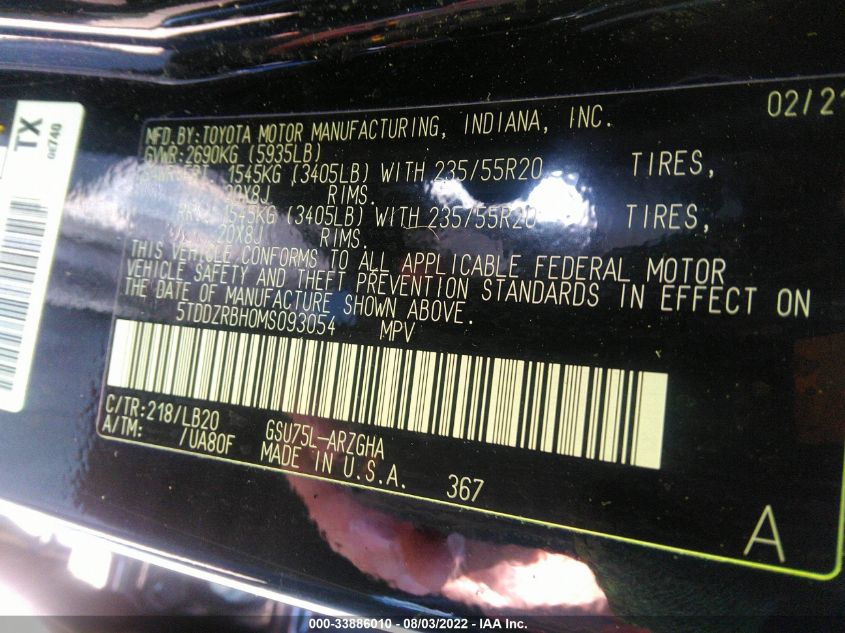 TX
02/21
MFD.BY:TOYOTA MOTOR MANUFACTURING, INDIANA, INC.
GVWR:2690KG (5935LB)
1545KG (3405LB) WITH 235/55R20 TIRES,
20X8J RIMS.
1545KG (3405LB) WITH 235/55R20 TIRES,
20X8J RIMS.
THIS VEHICLE CONFORMS TO ALL APPLICABLE FEDERAL MOTOR
VEHICLE SAFETY AND THEFT PREVENTION STANDARDS IN EFFECT ON
THE DATE OF MANUFACTURE SHOWN ABOVE.
5TDDZRBH0MS093054 MPV
C/TR:218/LB20 GSU75L-ARZGHA
A/TM: /UA80F MADE IN U.S.A. 367
A
000-33886010 - 08/03/2022 - IAA Inc.